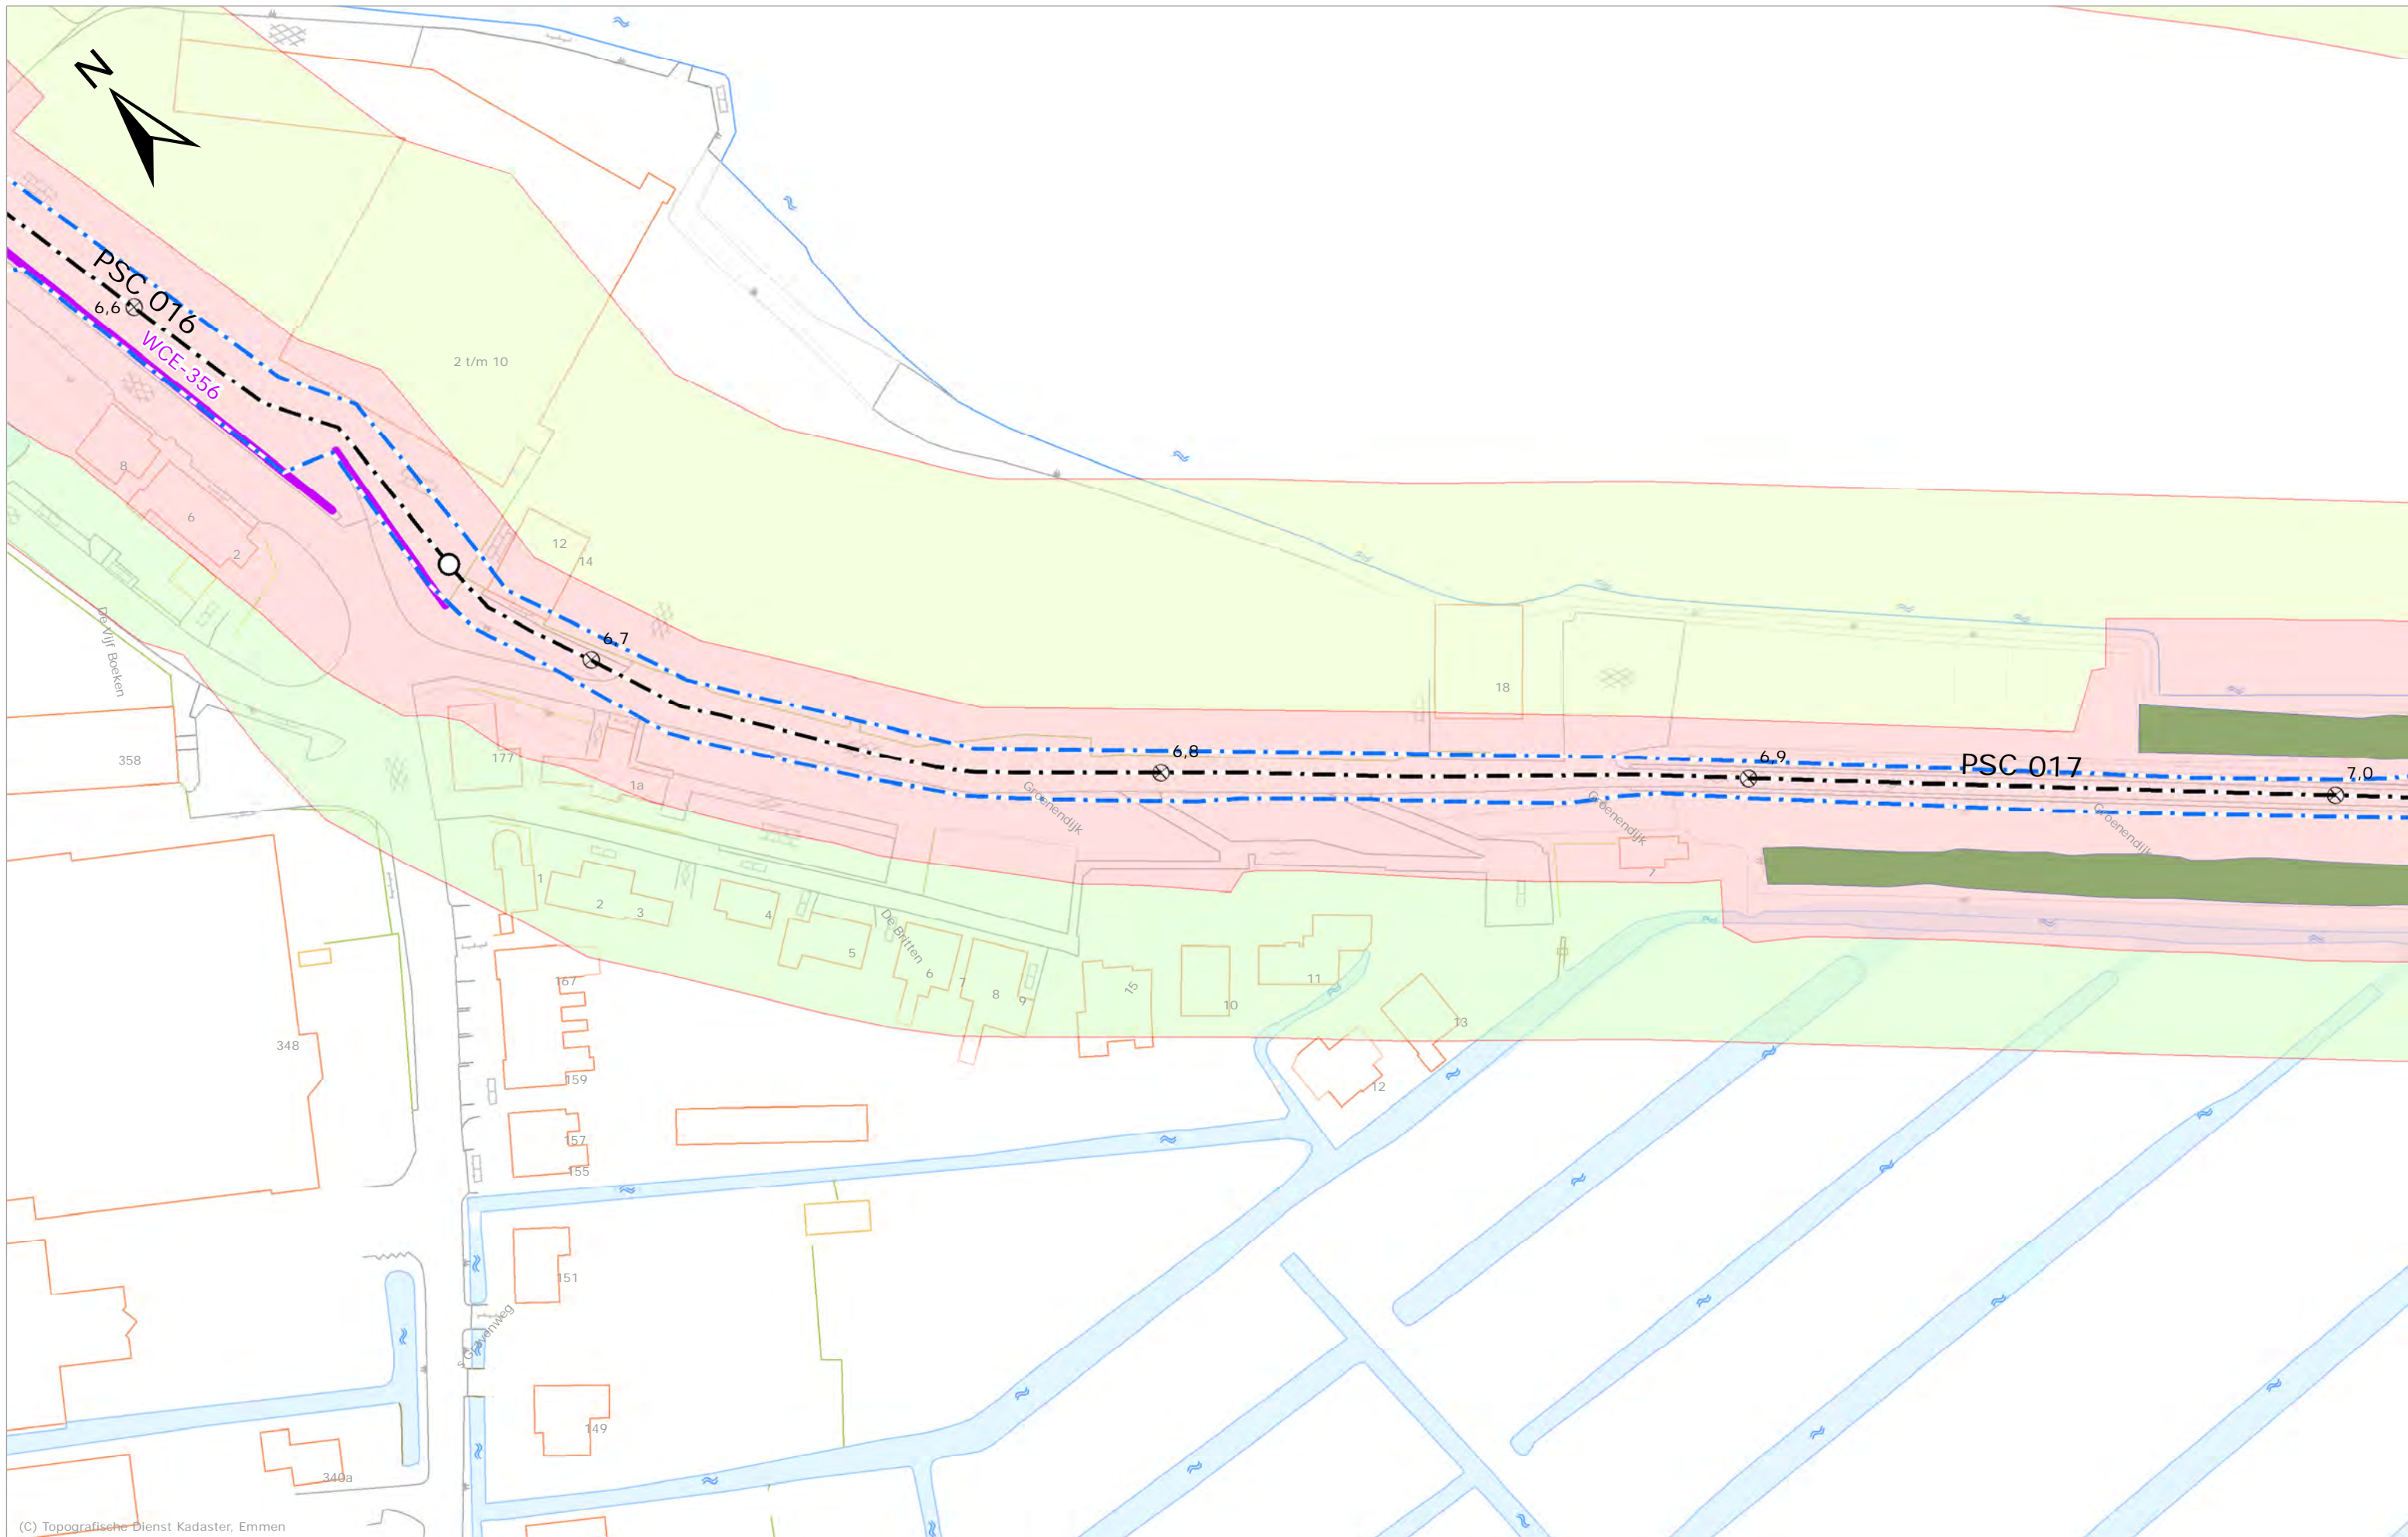 N
PSC 016
6,6
WCE-356
2 t/m 10
8
6
2
12
14
De Vijf Boeken
6,7
18
358
177
1a
6,8
6,9
PSC 017
7,0
Groenendijk
Groenendijk
Groenendijk
7
1
2
3
4
De Britten
5
6
7
8
9
15
10
11
13
12
167
348
159
157
155
151
's-Gravenweg
149
340a
(C) Topografische Dienst Kadaster, Emmen